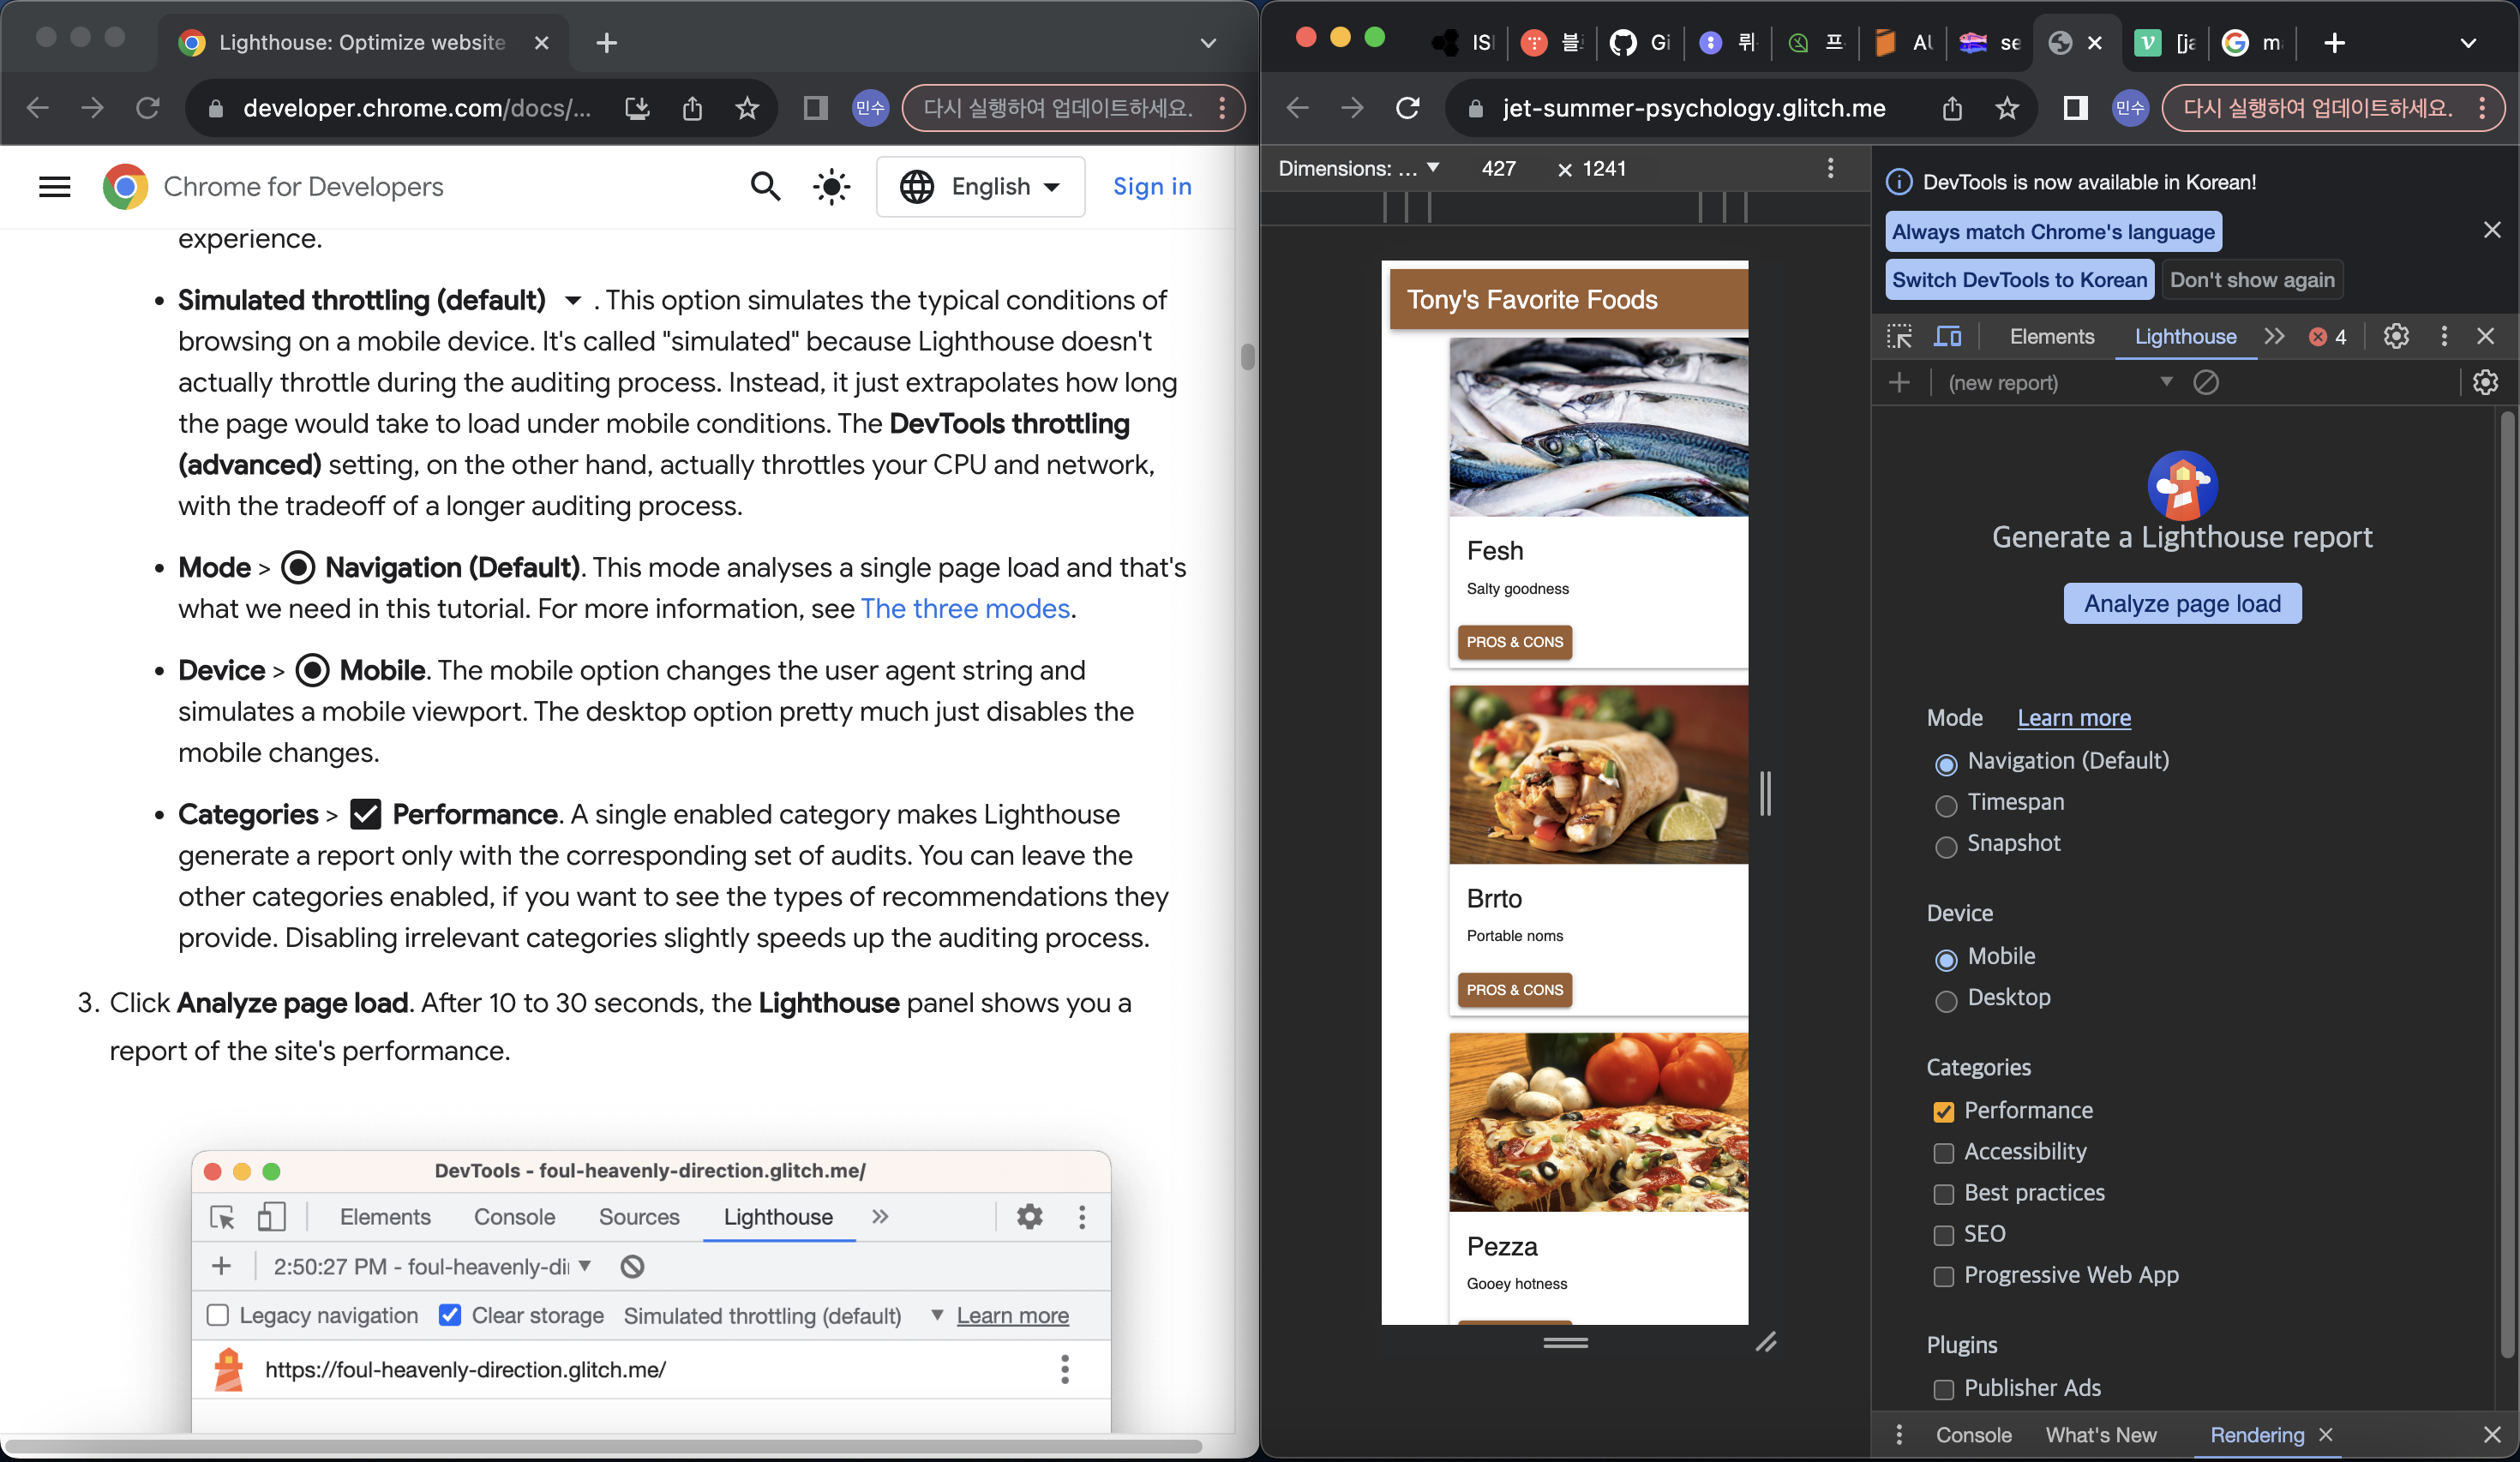 Lighthouse: Optimize website
developer.chrome.com/docs/...
민수
다시 실행하여 업데이트하세요.
Chrome for Developers
English
Sign in
experience.
• Simulated throttling (default) . This option simulates the typical conditions of
browsing on a mobile device. It's called "simulated" because Lighthouse doesn't
actually throttle during the auditing process. Instead, it just extrapolates how long
the page would take to load under mobile conditions. The DevTools throttling
(advanced) setting, on the other hand, actually throttles your CPU and network,
with the tradeoff of a longer auditing process.
• Mode > Navigation (Default). This mode analyses a single page load and that's
what we need in this tutorial. For more information, see The three modes.
• Device > Mobile. The mobile option changes the user agent string and
simulates a mobile viewport. The desktop option pretty much just disables the
mobile changes.
• Categories > Performance. A single enabled category makes Lighthouse
generate a report only with the corresponding set of audits. You can leave the
other categories enabled, if you want to see the types of recommendations they
provide. Disabling irrelevant categories slightly speeds up the auditing process.
3. Click Analyze page load. After 10 to 30 seconds, the Lighthouse panel shows you a
report of the site's performance.
DevTools - foul-heavenly-direction.glitch.me/
Elements Console Sources Lighthouse
2:50:27 PM - foul-heavenly-di
Legacy navigation Clear storage Simulated throttling (default) Learn more
https://foul-heavenly-direction.glitch.me/
Gi
프
se
jet-summer-psychology.glitch.me
민수
다시 실행하여 업데이트하세요.
Dimensions: ... 427 × 1241
Tony's Favorite Foods
Fesh
Salty goodness
PROS & CONS
Brrto
Portable noms
PROS & CONS
Pezza
Gooey hotness
DevTools is now available in Korean!
Always match Chrome's language
Switch DevTools to Korean
Don't show again
Elements Lighthouse 4
(new report)
Generate a Lighthouse report
Analyze page load
Mode Learn more
Navigation (Default)
Timespan
Snapshot
Device
Mobile
Desktop
Categories
Performance
Accessibility
Best practices
SEO
Progressive Web App
Plugins
Publisher Ads
Console What's New Rendering